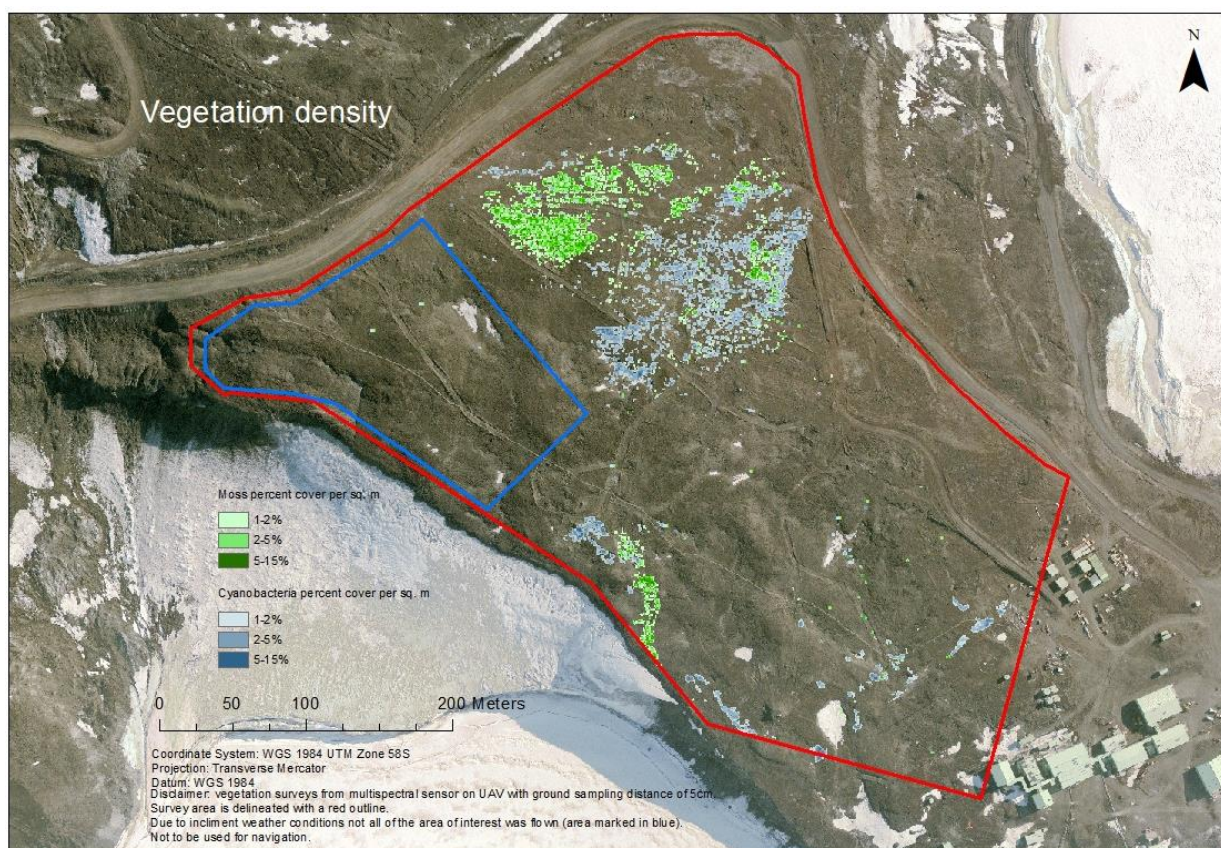 N
Vegetation density
Moss percent cover per sq. m
1-2%
2-5%
5-15%
Cyanobacteria percent cover per sq. m
1-2%
2-5%
5-15%
0 50 100 200 Meters
Coordinate System: WGS 1984 UTM Zone 58S
Projection: Transverse Mercator
Datum: WGS 1984
Disclaimer: vegetation surveys from multispectral sensor on UAV with ground sampling distance of 5cm.
Survey area is delineated with a red outline.
Due to incliment weather conditions not all of the area of interest was flown (area marked in blue).
Not to be used for navigation.